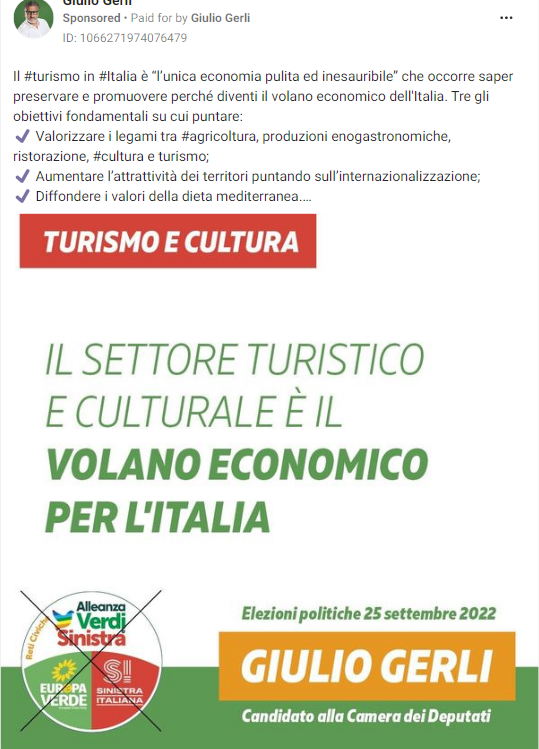 Giulio Gerli
Sponsored • Paid for by Giulio Gerli
ID: 1066271974076479
Il #turismo in #Italia è “l’unica economia pulita ed inesauribile” che occorre saper
preservare e promuovere perché diventi il volano economico dell'Italia. Tre gli
obiettivi fondamentali su cui puntare:
✔ Valorizzare i legami tra #agricoltura, produzioni enogastronomiche,
ristorazione, #cultura e turismo;
✔ Aumentare l’attrattività dei territori puntando sull’internazionalizzazione;
✔ Diffondere i valori della dieta mediterranea.…
TURISMO E CULTURA
IL SETTORE TURISTICO
E CULTURALE È IL
VOLANO ECONOMICO
PER L'ITALIA
Reti Civiche
Alleanza
Verdi
Sinistra
EUROPA
VERDE
SI
SINISTRA
ITALIANA
Elezioni politiche 25 settembre 2022
GIULIO GERLI
Candidato alla Camera dei Deputati